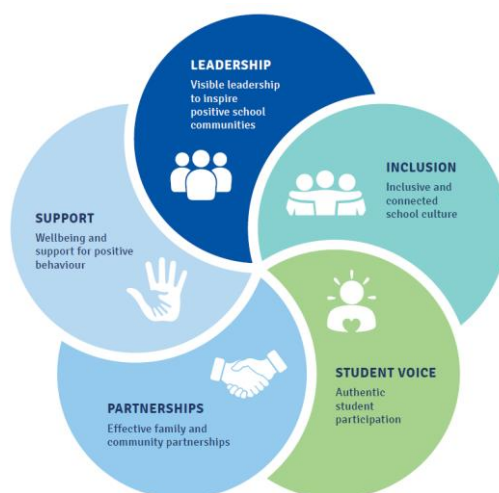 LEADERSHIP
Visible leadership
to inspire
positive school
communities
INCLUSION
Inclusive and
connected
school culture
STUDENT VOICE
Authentic
student
participation
PARTNERSHIPS
Effective family and
community partnerships
SUPPORT
Wellbeing and
support for positive
behaviour